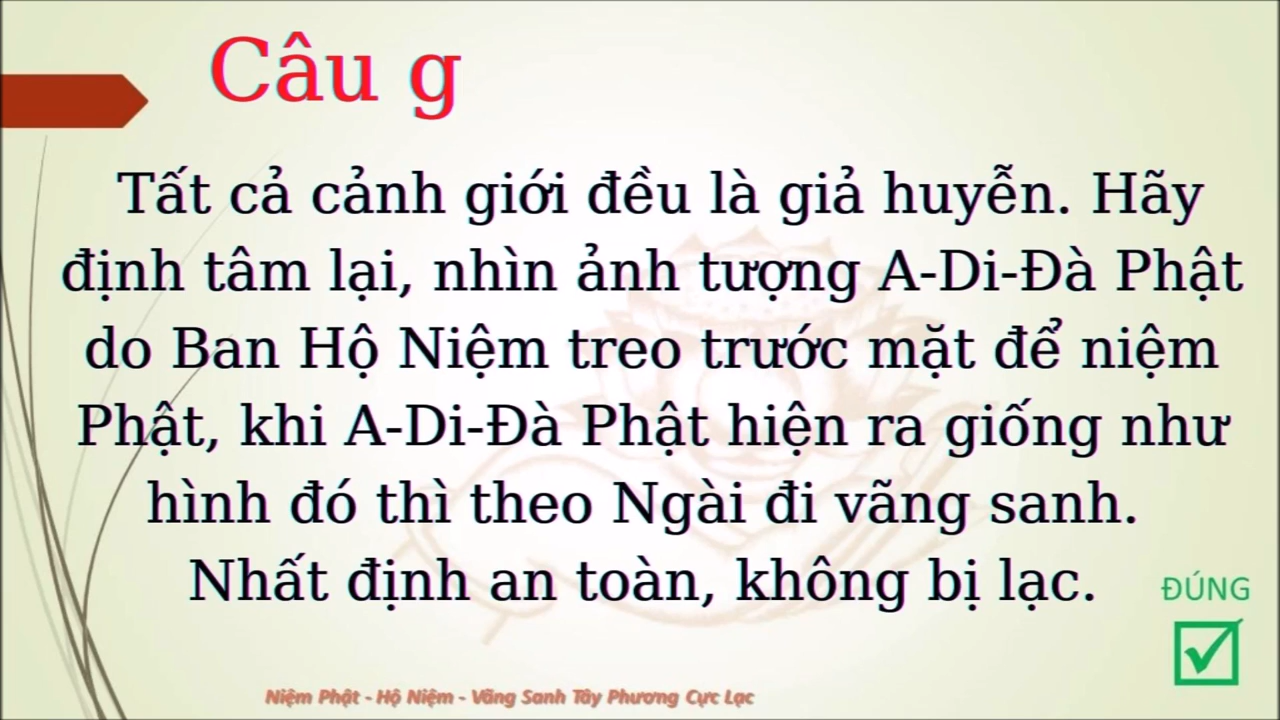 Câu g
Tất cả cảnh giới đều là giả huyễn. Hãy
định tâm lại, nhìn ảnh tượng A-Di-Đà Phật
do Ban Hộ Niệm treo trước mặt để niệm
Phật, khi A-Di-Đà Phật hiện ra giống như
hình đó thì theo Ngài đi vãng sanh.
Nhất định an toàn, không bị lạc.
ĐÚNG
Niệm Phật - Hộ Niệm - Vãng Sanh Tây Phương Cực Lạc